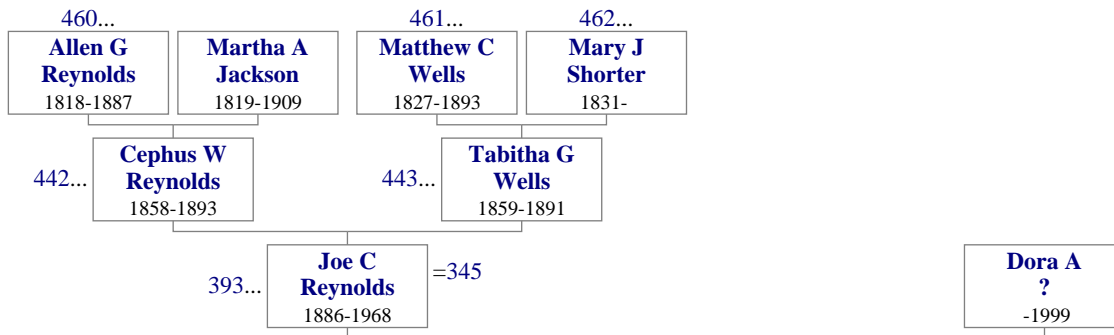 460...
461...
462...
Allen G
Reynolds
1818-1887
Martha A
Jackson
1819-1909
Matthew C
Wells
1827-1893
Mary J
Shorter
1831-
442...
Cephus W
Reynolds
1858-1893
443...
Tabitha G
Wells
1859-1891
393...
Joe C
Reynolds
1886-1968
=345
Dora A
?
-1999